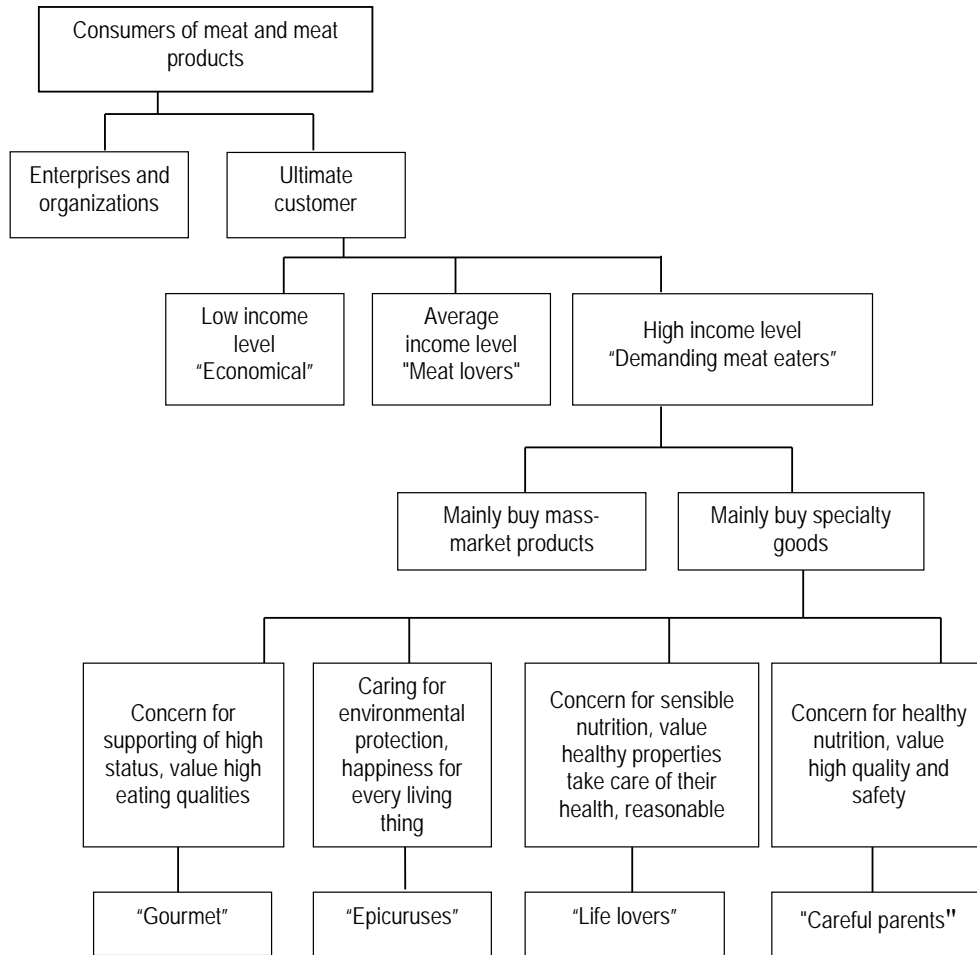 Consumers of meat and meat
products
Enterprises and
organizations
Ultimate
customer
Low income
level
“Economical”
Average
income level
"Meat lovers"
High income level
“Demanding meat eaters”
Mainly buy mass-
market products
Mainly buy specialty
goods
Concern for
supporting of high
status, value high
eating qualities
Caring for
environmental
protection,
happiness for
every living
thing
Concern for sensible
nutrition, value
healthy properties
take care of their
health, reasonable
Concern for healthy
nutrition, value
high quality and
safety
“Gourmet”
“Epicuruses”
“Life lovers”
"Careful parents"